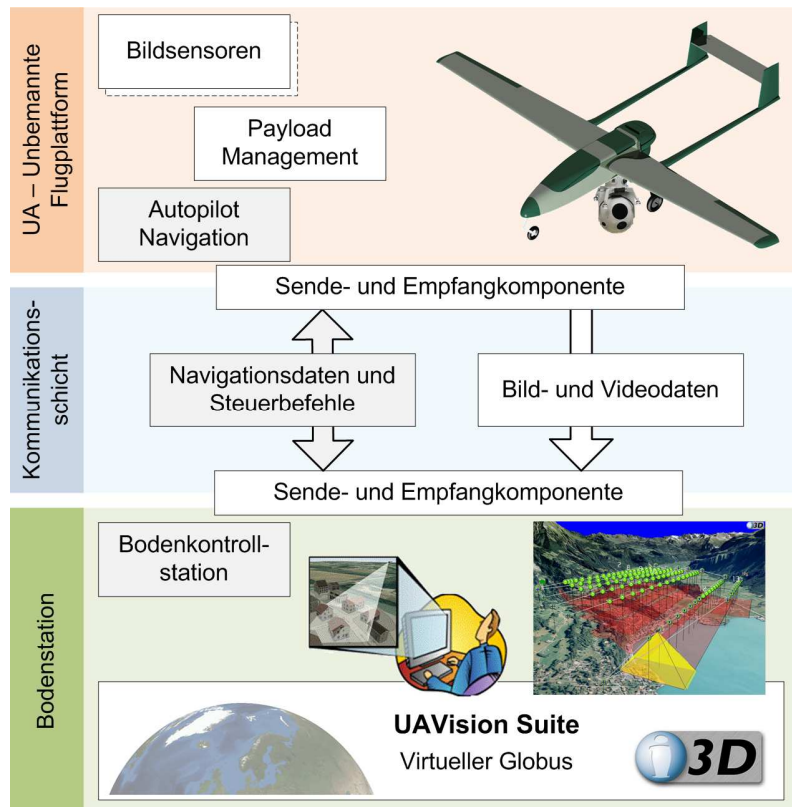 UA – Unbemannte
Flugplattform
Bildsensoren
Payload
Management
Autopilot
Navigation
Sende- und Empfangkomponente
Kommunikations-
schicht
Navigationsdaten und
Steuerbefehle
Bild- und Videodaten
Sende- und Empfangkomponente
Bodenstation
Bodenkontroll-
station
3D
UAVision Suite
Virtueller Globus
i3D